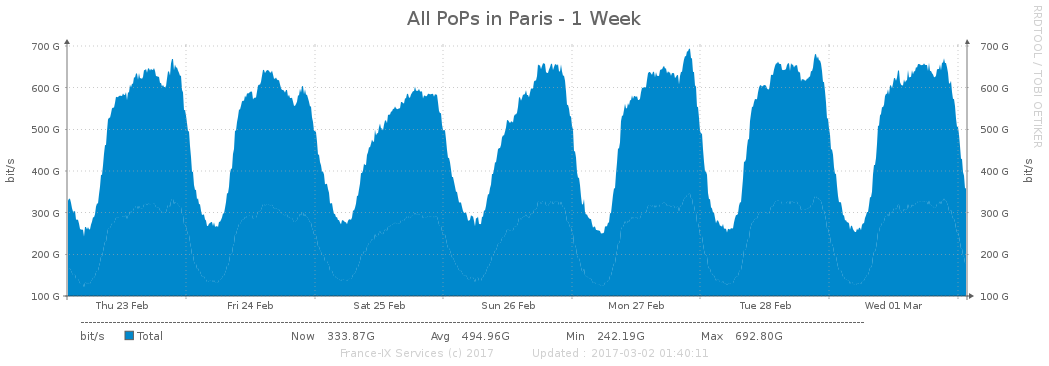 All PoPs in Paris - 1 Week
RRDTOOL / TOBI OETIKER
700 G 700 G
600 G 600 G
500 G 500 G
400 G 400 G
300 G 300 G
200 G 200 G
100 G 100 G
bit/s
bit/s
Thu 23 Feb Fri 24 Feb Sat 25 Feb Sun 26 Feb Mon 27 Feb Tue 28 Feb Wed 01 Mar
bit/s Total Now 333.87G Avg 494.96G Min 242.19G Max 692.80G
France-IX Services (c) 2017 Updated : 2017-03-02 01:40:11